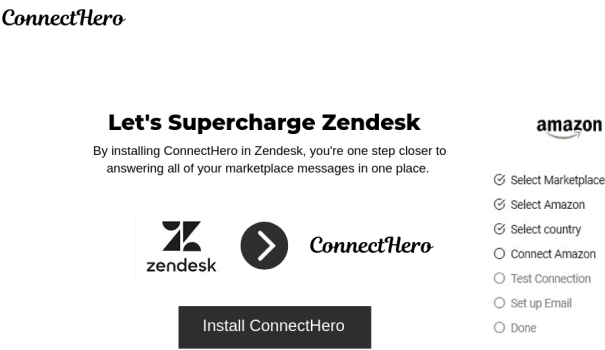 ConnectHero
Let's Supercharge Zendesk
By installing ConnectHero in Zendesk, you're one step closer to
answering all of your marketplace messages in one place.
zendesk
ConnectHero
Install ConnectHero
amazon
Select Marketplace
Select Amazon
Select country
Connect Amazon
Test Connection
Set up Email
Done